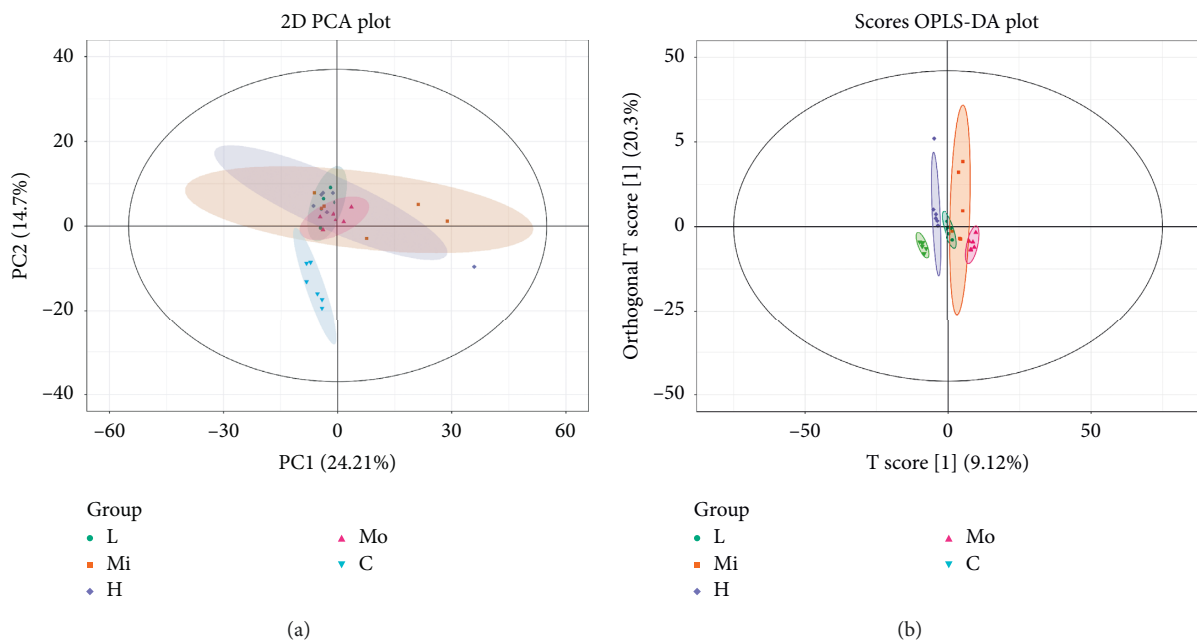 2D PCA plot
40
20
0
−20
−40
PC2 (14.7%)
−60
−30
0
30
60
PC1 (24.21%)
Group
L
Mi
H
Mo
C
(a)
Scores OPLS-DA plot
50
5
0
−25
−50
Orthogonal T score [1] (20.3%)
−50
0
50
T score [1] (9.12%)
Group
L
Mi
H
Mo
C
(b)